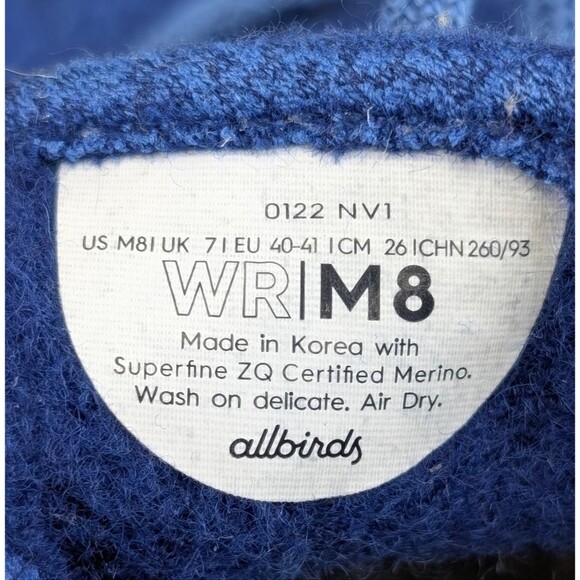 0122 NV1
US M8| UK 7| EU 40-41 | CM 26 | CHN 260/93
WR|M8
Made in Korea with
Superfine ZQ Certified Merino.
Wash on delicate. Air Dry.
allbirds